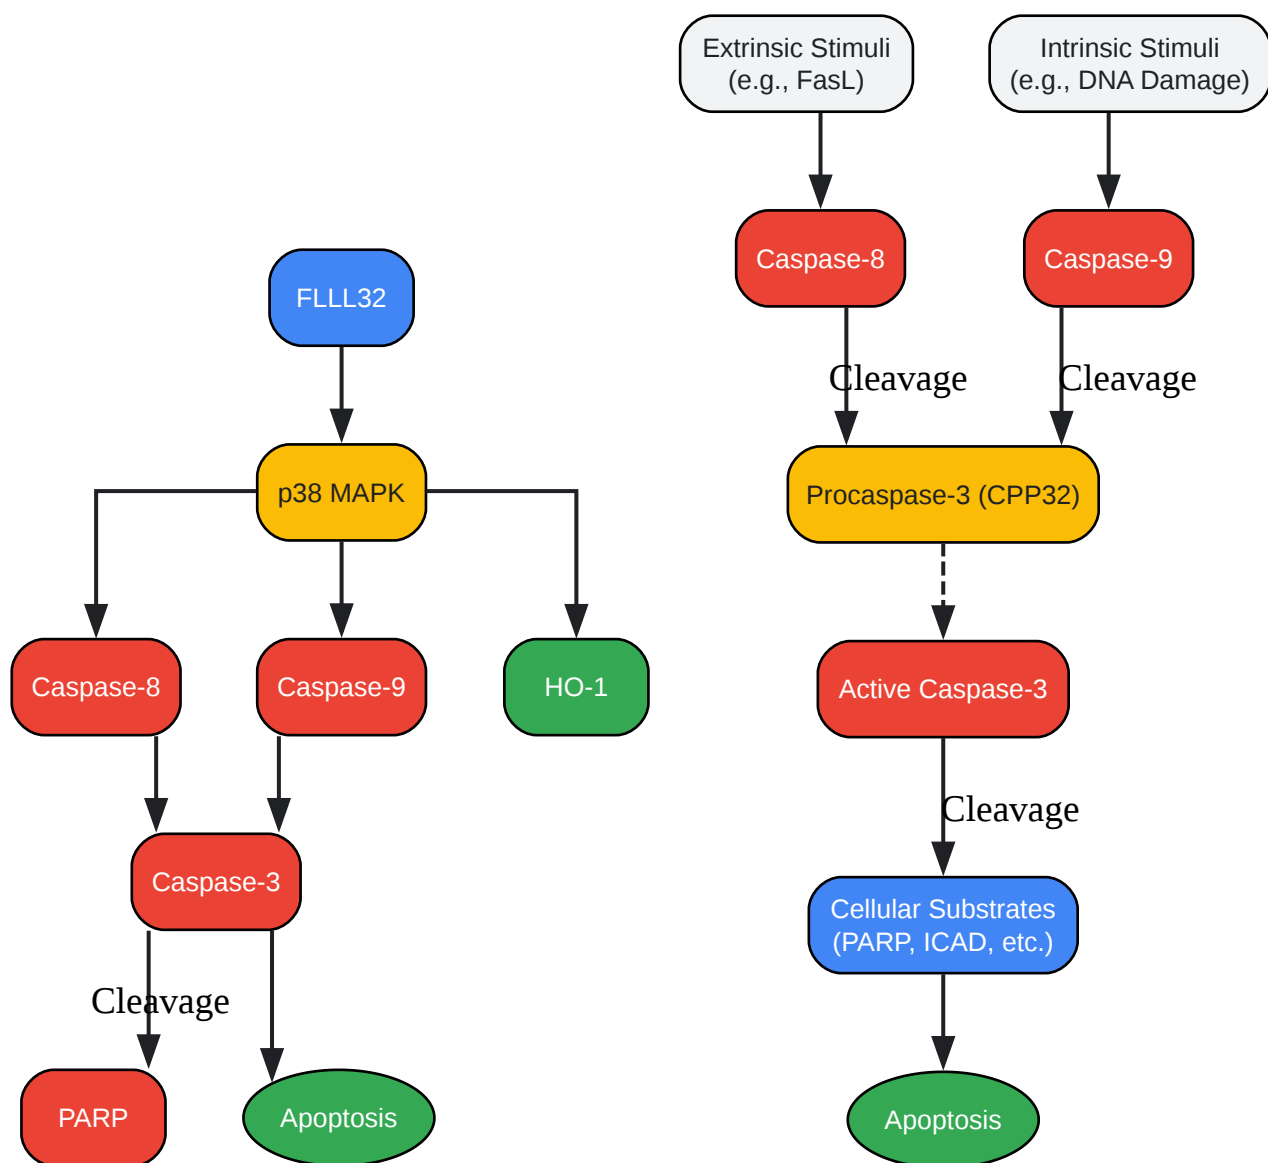 Extrinsic Stimuli
(e.g., FasL)
Intrinsic Stimuli
(e.g., DNA Damage)
Caspase-8
Caspase-9
FLLL32
Cleavage
Cleavage
p38 MAPK
Procaspase-3 (CPP32)
Caspase-8
Caspase-9
HO-1
Active Caspase-3
Cleavage
Caspase-3
Cellular Substrates
(PARP, ICAD, etc.)
Cleavage
PARP
Apoptosis
Apoptosis